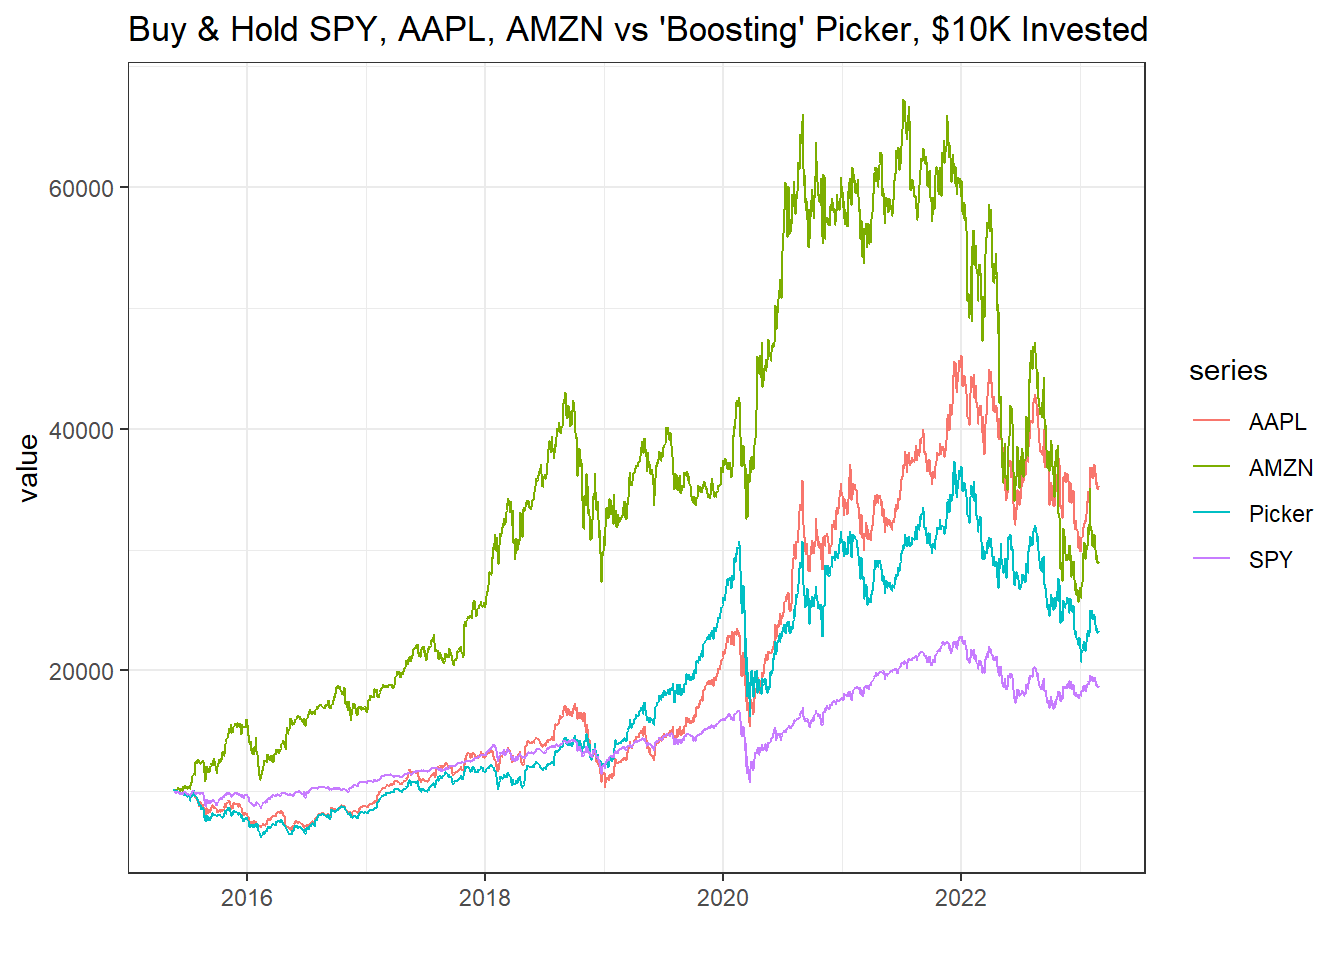 Buy & Hold SPY, AAPL, AMZN vs 'Boosting' Picker, $10K Invested
value
60000
40000
20000
2016
2018
2020
2022
series
AAPL
AMZN
Picker
SPY